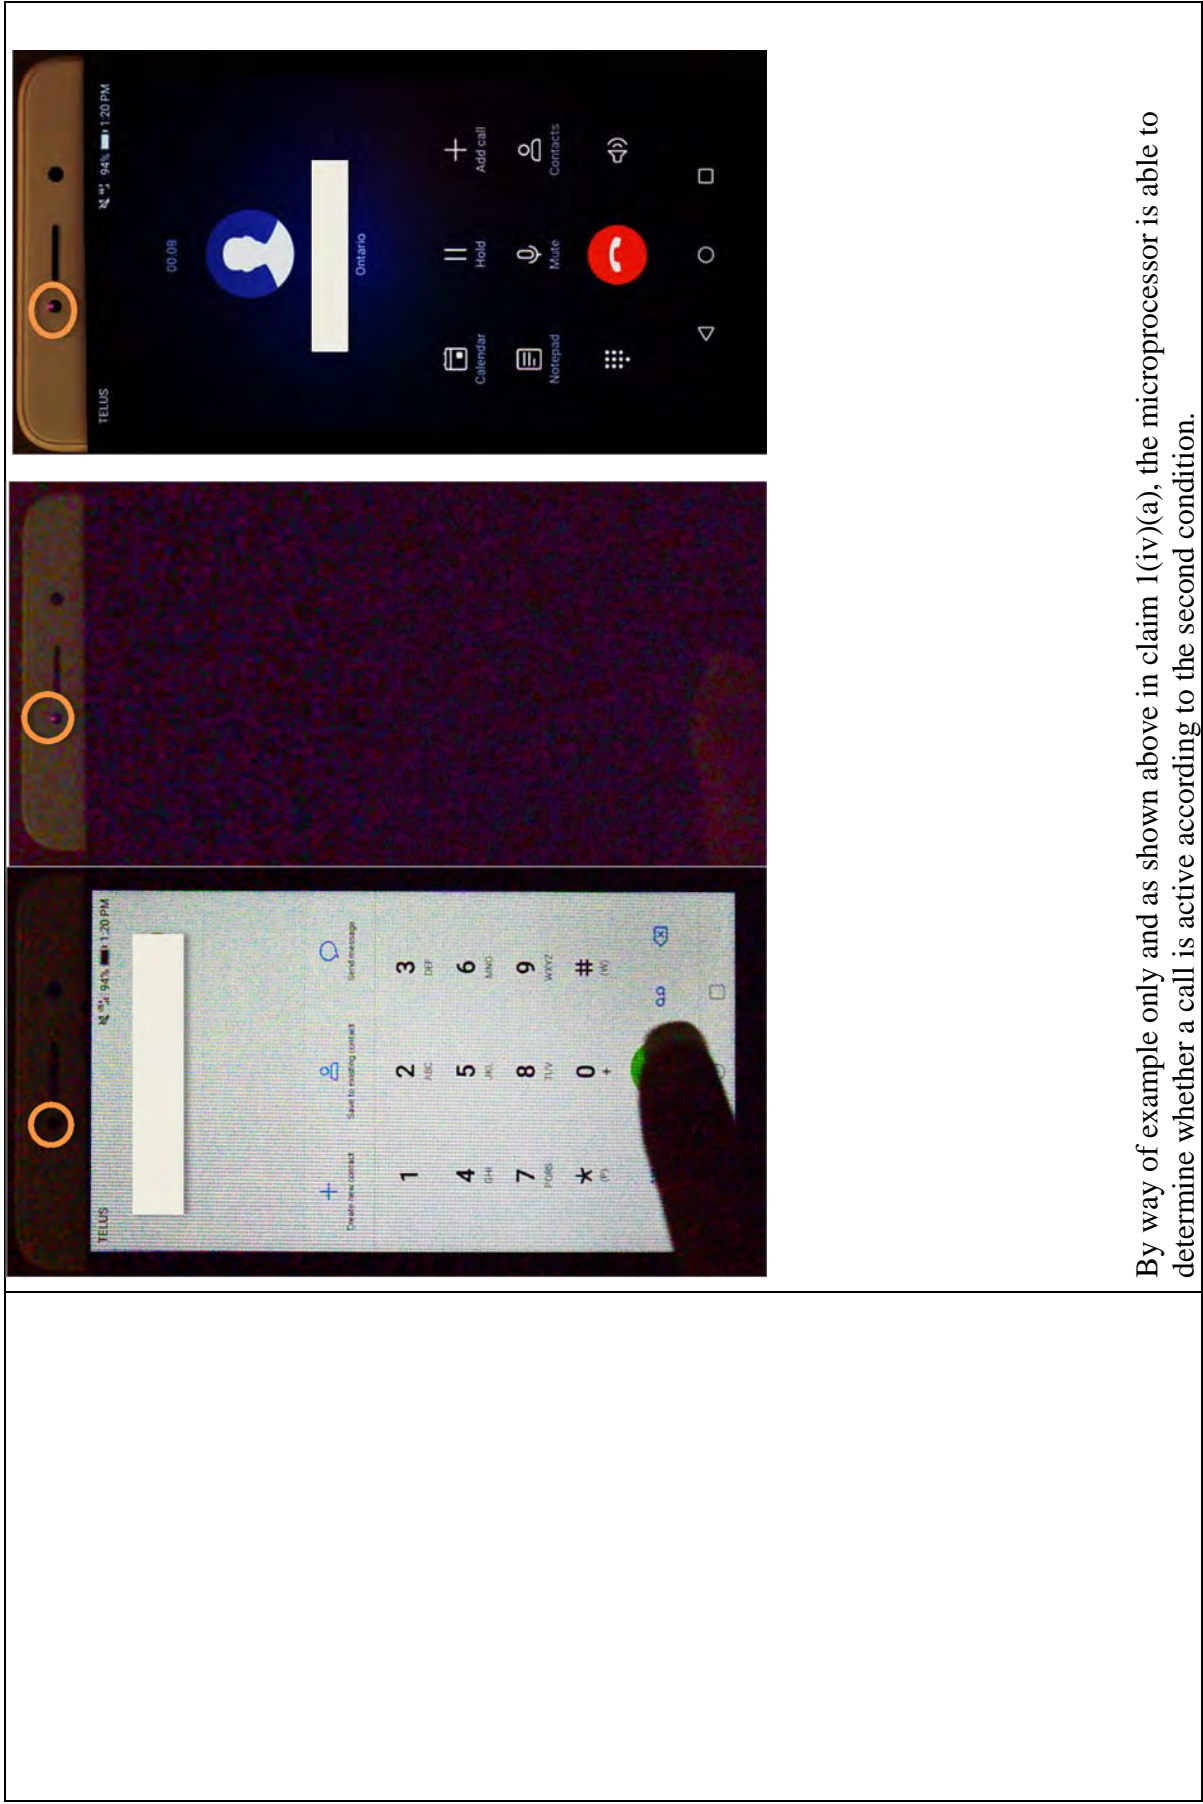 TELUS
94% 1:20 PM
Create new contact
Save to existing contact
Send message
1
2
ABC
3
DEF
4
GHI
5
JKL
6
MNO
7
PQRS
8
TUV
9
WXYZ
*
(P)
0
+
#
(W)
TELUS
94% 1:20 PM
00:08
Ontario
Calendar
Hold
Add call
Notepad
Mute
Contacts
By way of example only and as shown above in claim 1(iv)(a), the microprocessor is able to
determine whether a call is active according to the second condition.